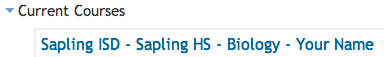 Current Courses
Sapling ISD - Sapling HS - Biology - Your Name